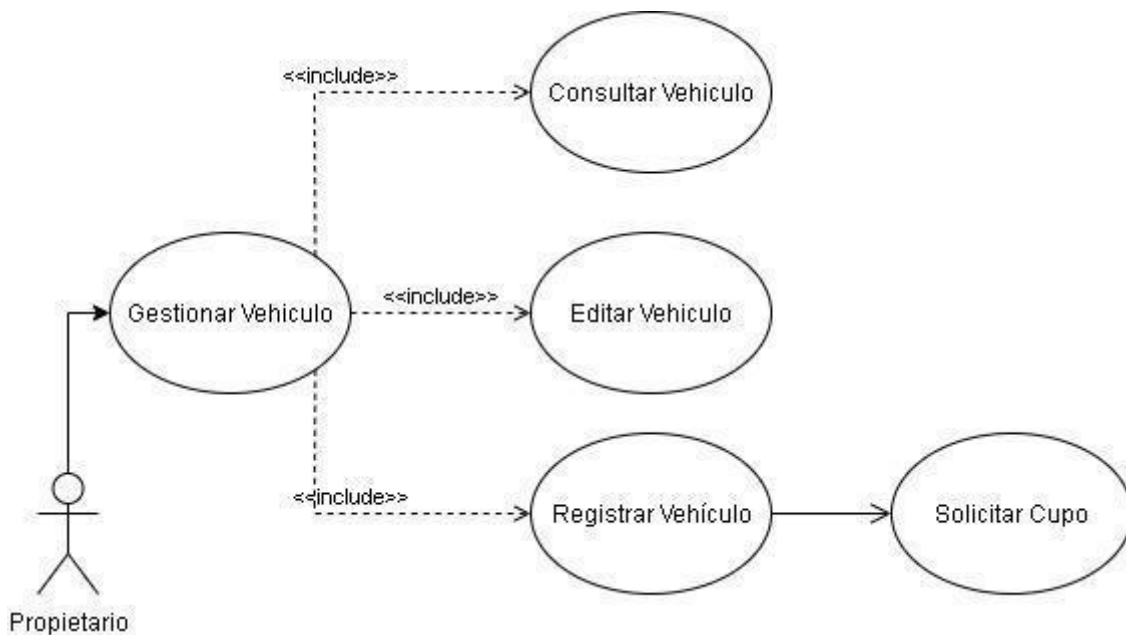 <<include>>
Consultar Vehiculo
Gestionar Vehiculo
<<include>>
Editar Vehiculo
<<include>>
Registrar Vehículo
Solicitar Cupo
Propietario